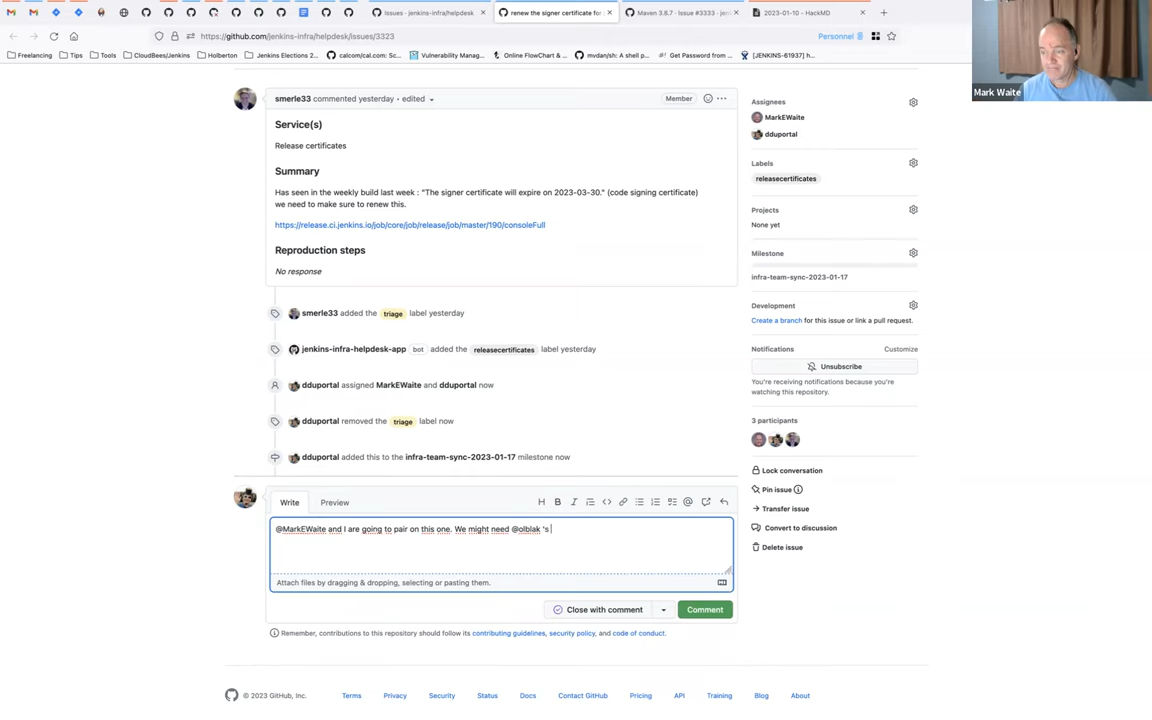 Issues · jenkins-infra/helpdesk
renew the signer certificate for
Maven 3.8.7 · Issue #3333 · jenk
2023-01-10 - HackMD
https://github.com/jenkins-infra/helpdesk/issues/3323
Personnel
Freelancing
Tips
Tools
CloudBees/Jenkins
Holberton
Jenkins Elections 2...
calcom/cal.com: Sc...
Vulnerability Manag...
Online FlowChart & ...
mvdan/sh: A shell p...
Get Password from ...
[JENKINS-61937] h...
Mark Waite
smerle33 commented yesterday • edited
Member
Service(s)
Release certificates
Summary
Has seen in the weekly build last week : "The signer certificate will expire on 2023-03-30." (code signing certificate)
we need to make sure to renew this.
https://release.ci.jenkins.io/job/core/job/release/job/master/190/consoleFull
Reproduction steps
No response
smerle33 added the triage label yesterday
jenkins-infra-helpdesk-app bot added the releasecertificates label yesterday
dduportal assigned MarkEWaite and dduportal now
dduportal removed the triage label now
dduportal added this to the infra-team-sync-2023-01-17 milestone now
Write
Preview
@MarkEWaite and I are going to pair on this one. We might need @olblak 's
Attach files by dragging & dropping, selecting or pasting them.
Close with comment
Comment
Remember, contributions to this repository should follow its contributing guidelines, security policy, and code of conduct.
Assignees
MarkEWaite
dduportal
Labels
releasecertificates
Projects
None yet
Milestone
infra-team-sync-2023-01-17
Development
Create a branch for this issue or link a pull request.
Notifications
Customize
Unsubscribe
You're receiving notifications because you're
watching this repository.
3 participants
Lock conversation
Pin issue
Transfer issue
Convert to discussion
Delete issue
© 2023 GitHub, Inc.
Terms
Privacy
Security
Status
Docs
Contact GitHub
Pricing
API
Training
Blog
About